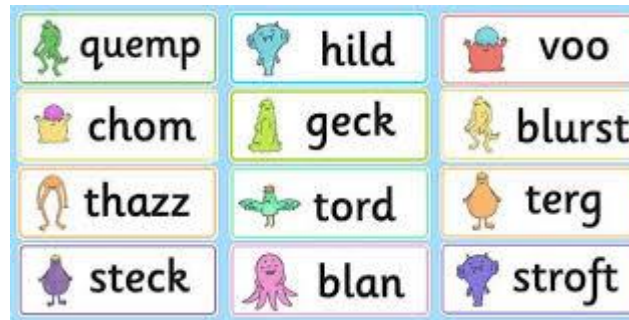 quemp
hild
voo
chom
geck
blurst
thazz
tord
terg
steck
blan
stroft